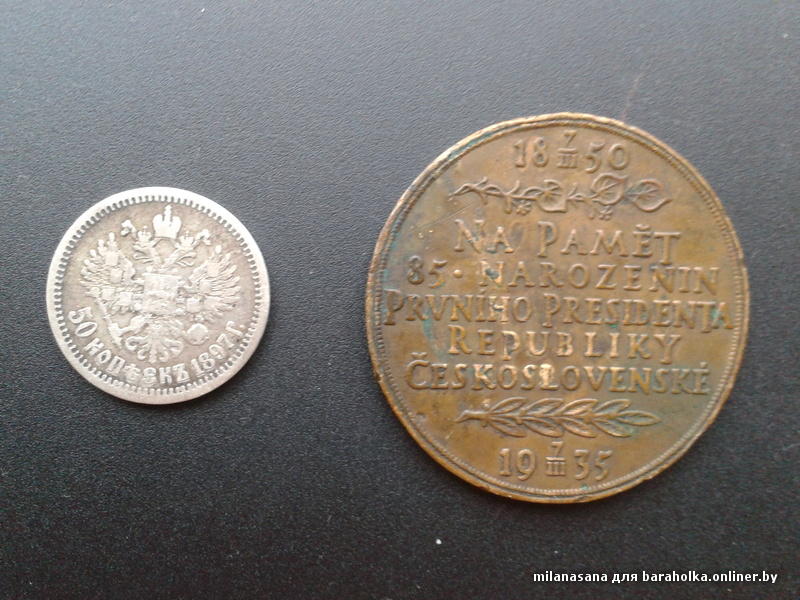 50 КОПѢЕКЪ 1897 Г.
18 7/III 50
NA PAMĚT
85. NAROZENIN
PRVNÍHO PRESIDENTA
REPUBLIKY
ČESKOSLOVENSKÉ
19 7/III 35
milanasana для baraholka.onliner.by